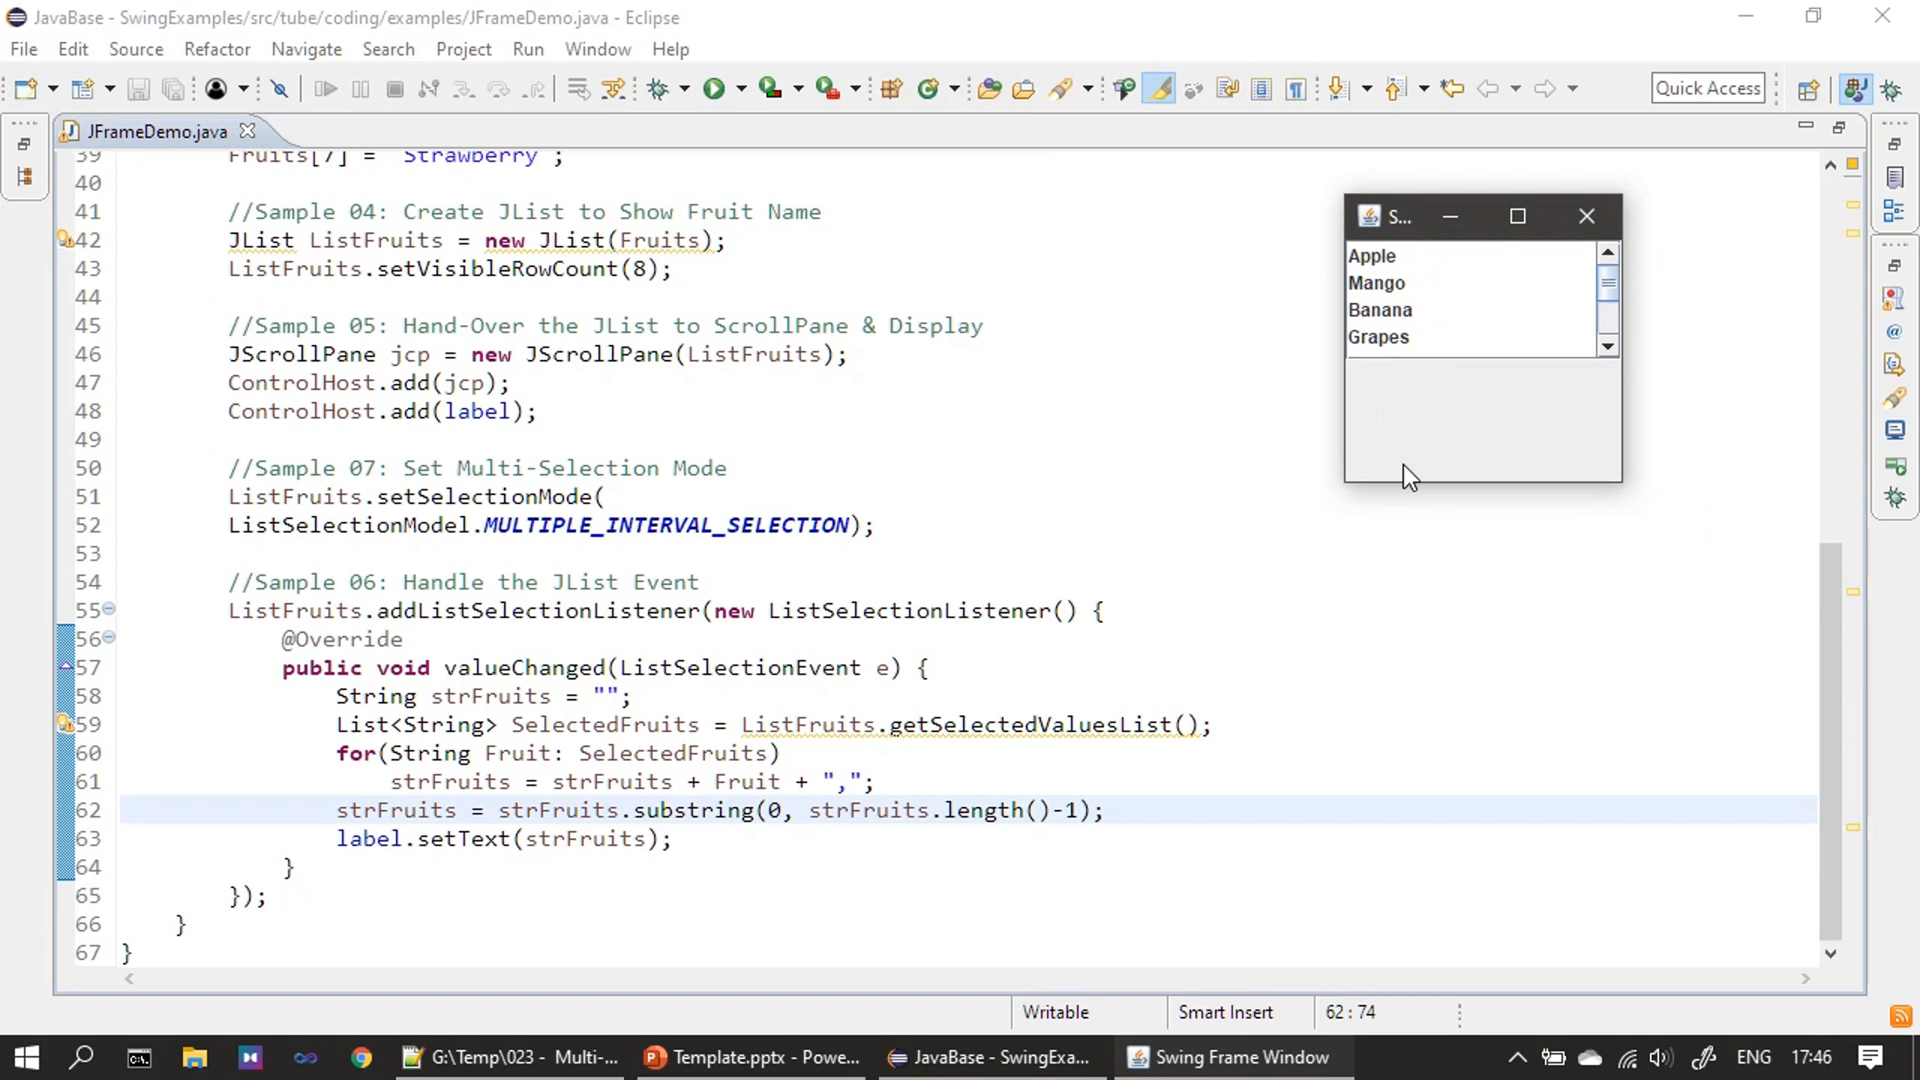 JavaBase - SwingExamples/src/tube/coding/examples/JFrameDemo.java - Eclipse
File Edit Source Refactor Navigate Search Project Run Window Help
Quick Access
JFrameDemo.java
39 Fruits[7] = "Strawberry";
40
41 //Sample 04: Create JList to Show Fruit Name
42 JList ListFruits = new JList(Fruits);
43 ListFruits.setVisibleRowCount(8);
44
45 //Sample 05: Hand-Over the JList to ScrollPane & Display
46 JScrollPane jcp = new JScrollPane(ListFruits);
47 ControlHost.add(jcp);
48 ControlHost.add(label);
49
50 //Sample 07: Set Multi-Selection Mode
51 ListFruits.setSelectionMode(
52 ListSelectionModel.MULTIPLE_INTERVAL_SELECTION);
53
54 //Sample 06: Handle the JList Event
55 ListFruits.addListSelectionListener(new ListSelectionListener() {
56 @Override
57 public void valueChanged(ListSelectionEvent e) {
58 String strFruits = "";
59 List<String> SelectedFruits = ListFruits.getSelectedValuesList();
60 for(String Fruit: SelectedFruits)
61 strFruits = strFruits + Fruit + ",";
62 strFruits = strFruits.substring(0, strFruits.length()-1);
63 label.setText(strFruits);
64 }
65 });
66 }
67 }
S...
Apple
Mango
Banana
Grapes
Writable Smart Insert 62 : 74
G:\Temp\023 - Multi-... Template.pptx - Powe... JavaBase - SwingExa... Swing Frame Window ENG 17:46